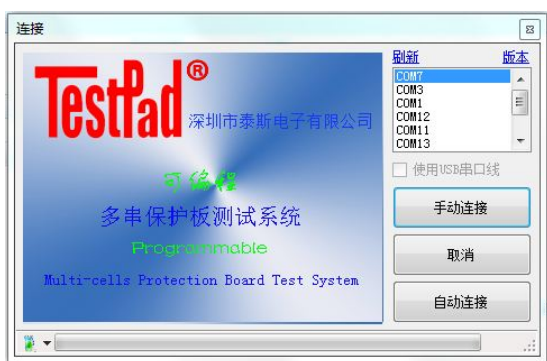 连接
TestPad®
深圳市泰斯电子有限公司
可编程
多串保护板测试系统
Programmable
Multi-cells Protection Board Test System
刷新 版本
COM7
COM3
COM1
COM12
COM11
COM13
使用USB串口线
手动连接
取消
自动连接